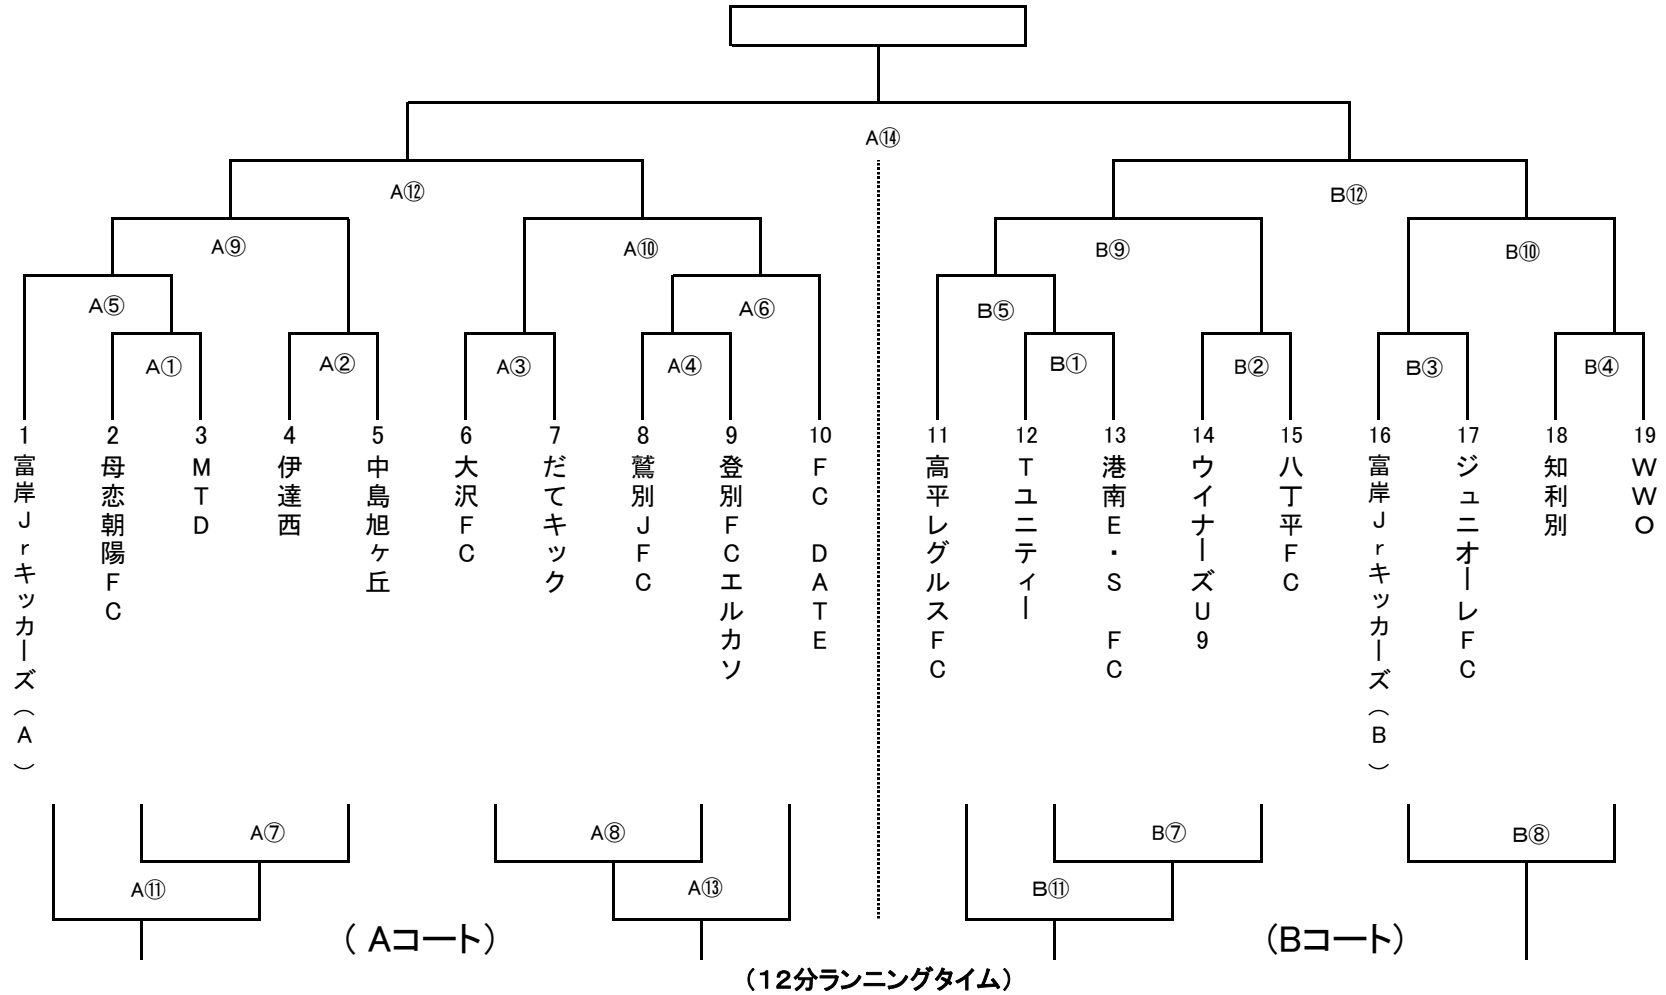 A⑭
A⑫
B⑫
A⑨
A⑩
B⑨
B⑩
A⑤
A⑥
B⑤
A①
A②
A③
A④
B①
B②
B③
B④
1 富岸Jrキッカーズ(A)
2 母恋朝陽FC
3 MTD
4 伊達西
5 中島旭ヶ丘
6 大沢FC
7 だてキック
8 鷲別JFC
9 登別FCエルカソ
10 FC DATE
11 高平レグルスFC
12 Tユニティー
13 港南E・S FC
14 ウイナーズU9
15 八丁平FC
16 富岸Jrキッカーズ(B)
17 ジュニオールFC
18 知利別
19 WWO
A⑦
A⑧
B⑦
B⑧
A⑪
A⑬
B⑪
(Aコート)
(Bコート)
(12分ランニングタイム)